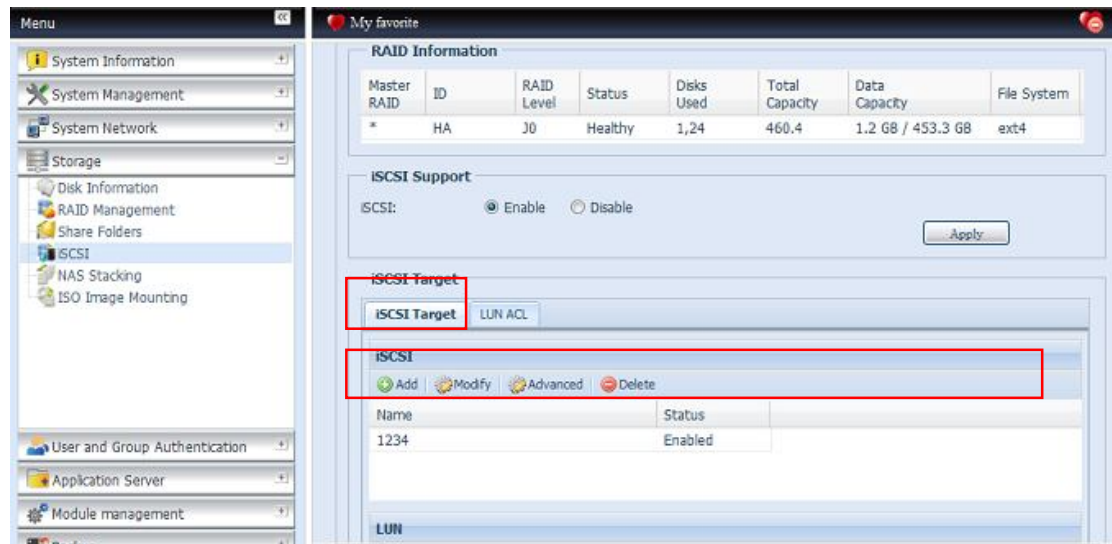 Menu
My favorite
System Information
System Management
System Network
Storage
Disk Information
RAID Management
Share Folders
iSCSI
NAS Stacking
ISO Image Mounting
User and Group Authentication
Application Server
Module management
RAID Information
Master RAID ID RAID Level Status Disks Used Total Capacity Data Capacity File System
* HA J0 Healthy 1,24 460.4 1.2 GB / 453.3 GB ext4
iSCSI Support
iSCSI: Enable Disable
Apply
iSCSI Target
iSCSI Target LUN ACL
iSCSI
Add Modify Advanced Delete
Name Status
1234 Enabled
LUN